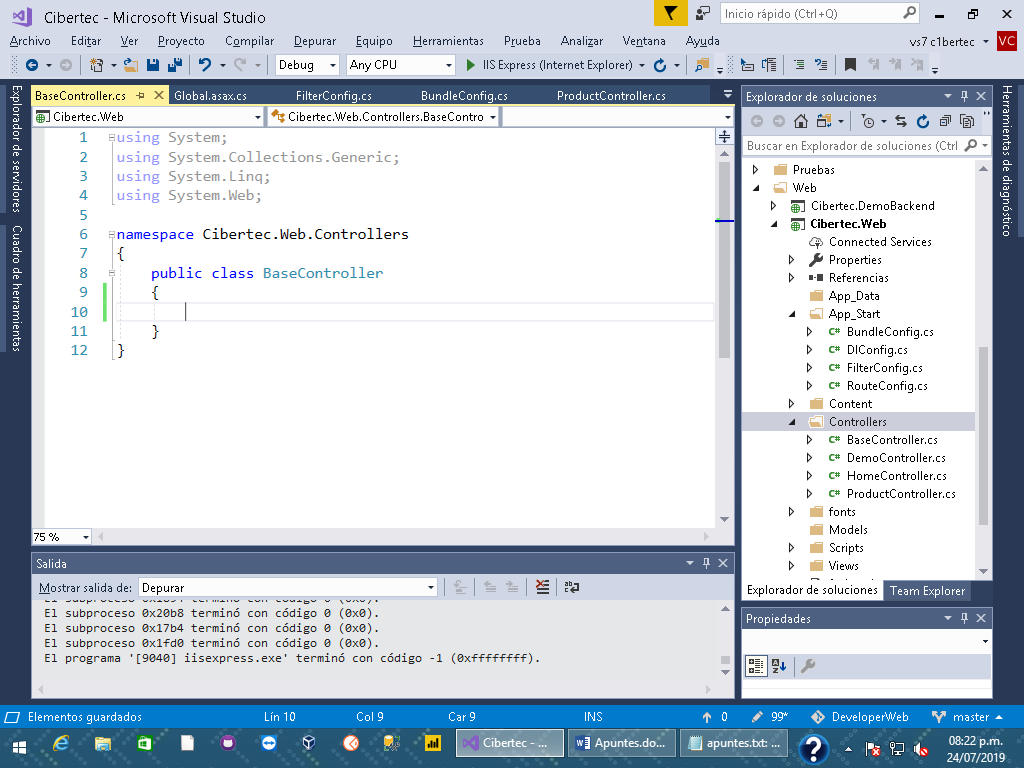 Cibertec - Microsoft Visual Studio
Inicio rápido (Ctrl+Q)
Archivo Editar Ver Proyecto Compilar Depurar Equipo Herramientas Prueba Analizar Ventana Ayuda vs7 c1bertec VC
Debug Any CPU IIS Express (Internet Explorer)
Explorador de servidores
Cuadro de herramientas
BaseController.cs Global.asax.cs FilterConfig.cs BundleConfig.cs ProductController.cs
Cibertec.Web Cibertec.Web.Controllers.BaseContro
1 using System;
2 using System.Collections.Generic;
3 using System.Linq;
4 using System.Web;
5
6 namespace Cibertec.Web.Controllers
7 {
8 public class BaseController
9 {
10
11 }
12 }
75 %
Salida
Mostrar salida de: Depurar
El subproceso 0x20b8 terminó con código 0 (0x0).
El subproceso 0x17b4 terminó con código 0 (0x0).
El subproceso 0x1fd0 terminó con código 0 (0x0).
El programa '[9040] iisexpress.exe' terminó con código -1 (0xffffffff).
Explorador de soluciones
Buscar en Explorador de soluciones (Ctrl
Pruebas
Web
Cibertec.DemoBackend
Cibertec.Web
Connected Services
Properties
Referencias
App_Data
App_Start
C# BundleConfig.cs
C# DIConfig.cs
C# FilterConfig.cs
C# RouteConfig.cs
Content
Controllers
C# BaseController.cs
C# DemoController.cs
C# HomeController.cs
C# ProductController.cs
fonts
Models
Scripts
Views
Explorador de soluciones Team Explorer
Propiedades
Herramientas de diagnóstico
Elementos guardados Lín 10 Col 9 Car 9 INS 0 99* DeveloperWeb master
Cibertec - ... Apuntes.do... apuntes.txt: ...
08:22 p.m.
24/07/2019